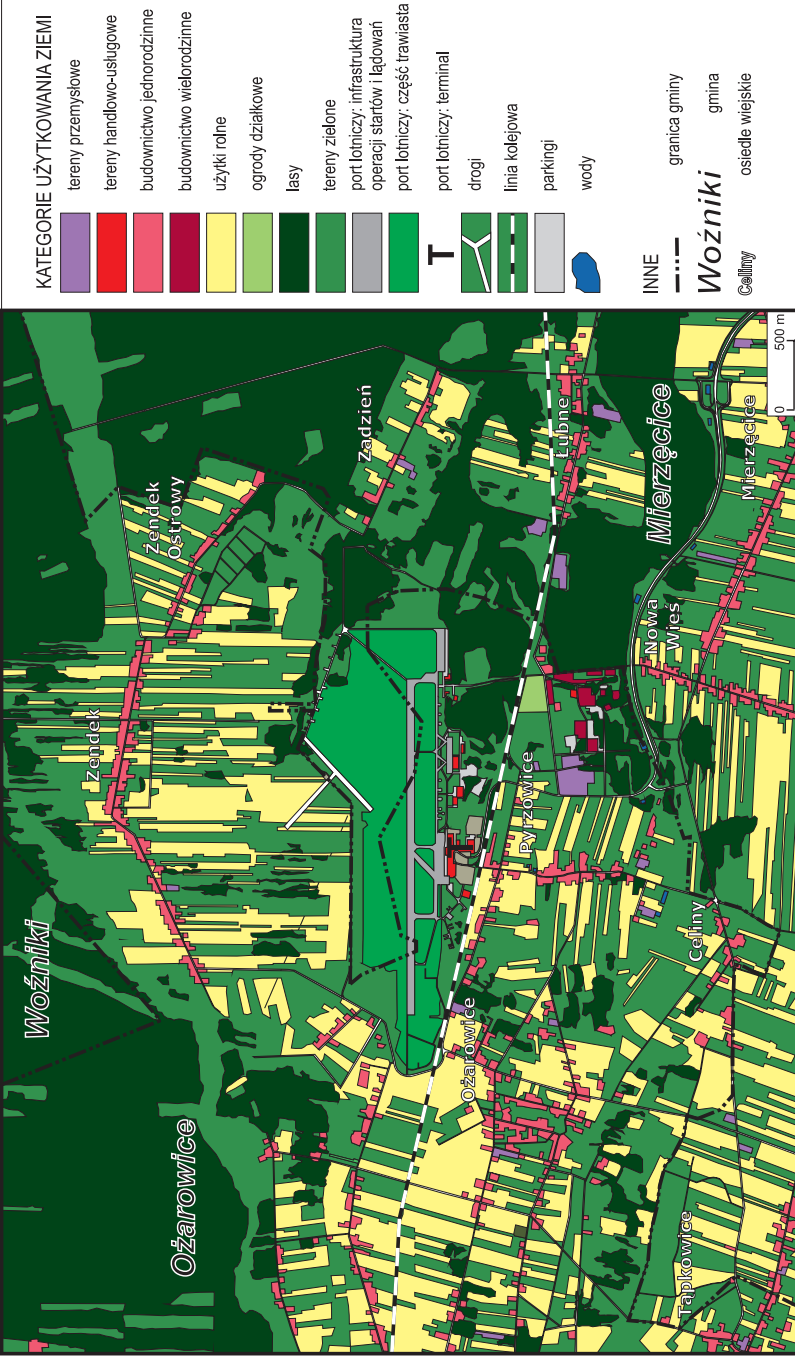 Woźniki
Żendek
Żendek
Ostrowy
Zadzień
Ożarowice
Ożarowice
Pyrzowice
Łubne
Mierzęcice
Nowa
Wieś
Celiny
Tąpkowice
Mierzęcice
0
500 m
T
KATEGORIE UŻYTKOWANIA ZIEMI
tereny przemysłowe
tereny handlowo-usługowe
budownictwo jednorodzinne
budownictwo wielorodzinne
użytki rolne
ogrody działkowe
lasy
tereny zielone
port lotniczy: infrastruktura
operacji startów i lądowań
port lotniczy: część trawiasta
T
port lotniczy: terminal
drogi
linia kolejowa
parkingi
wody
INNE
granica gminy
Woźniki
gmina
Celiny
osiedle wiejskie